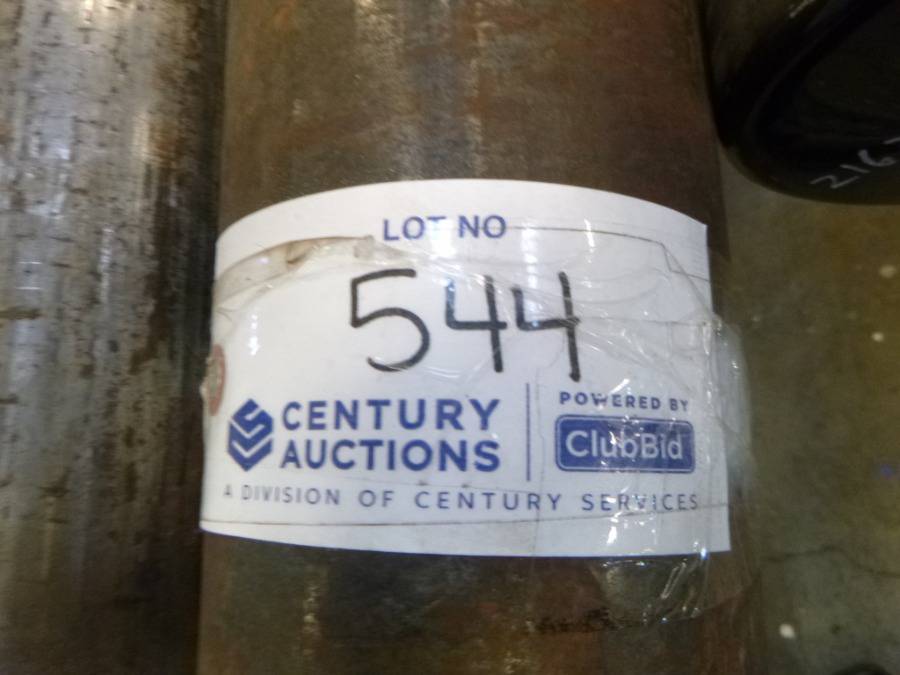 LOT NO
544
CENTURY
AUCTIONS
POWERED BY
ClubBid
A DIVISION OF CENTURY SERVICES